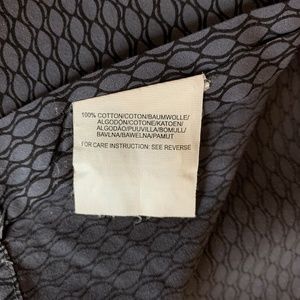 100% COTTON/COTON/BAUMWOLLE/
ALGODÓN/COTONE/KATOEN/
ALGODÃO/PUUVILLA/BOMULL/
BAVLNA/BAWEŁNA/PAMUT
FOR CARE INSTRUCTION: SEE REVERSE